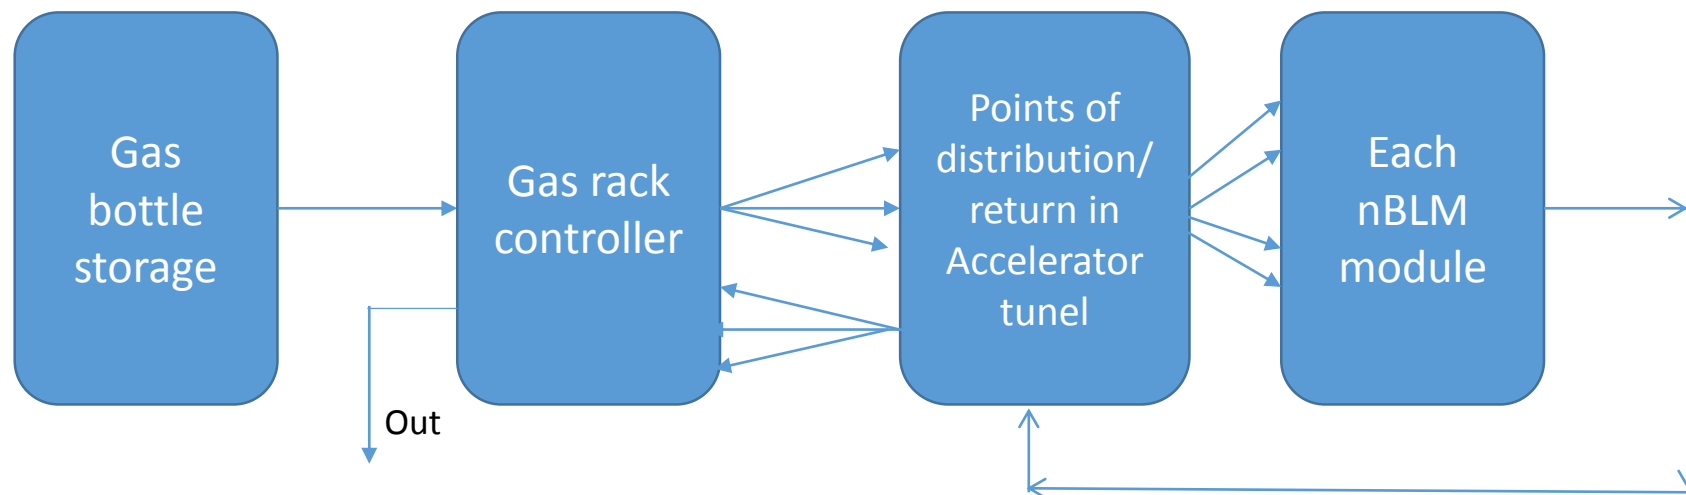 Gas
bottle
storage
Gas rack
controller
Points of
distribution/
return in
Accelerator
tunel
Each
nBLM
module
Out